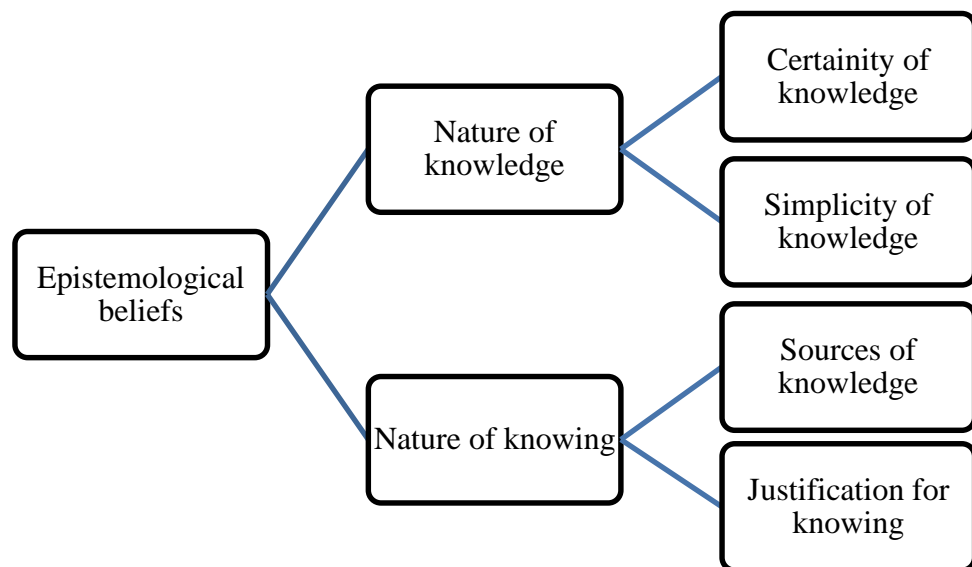 Epistemological
beliefs
Nature of
knowledge
Certainity of
knowledge
Simplicity of
knowledge
Nature of knowing
Sources of
knowledge
Justification for
knowing